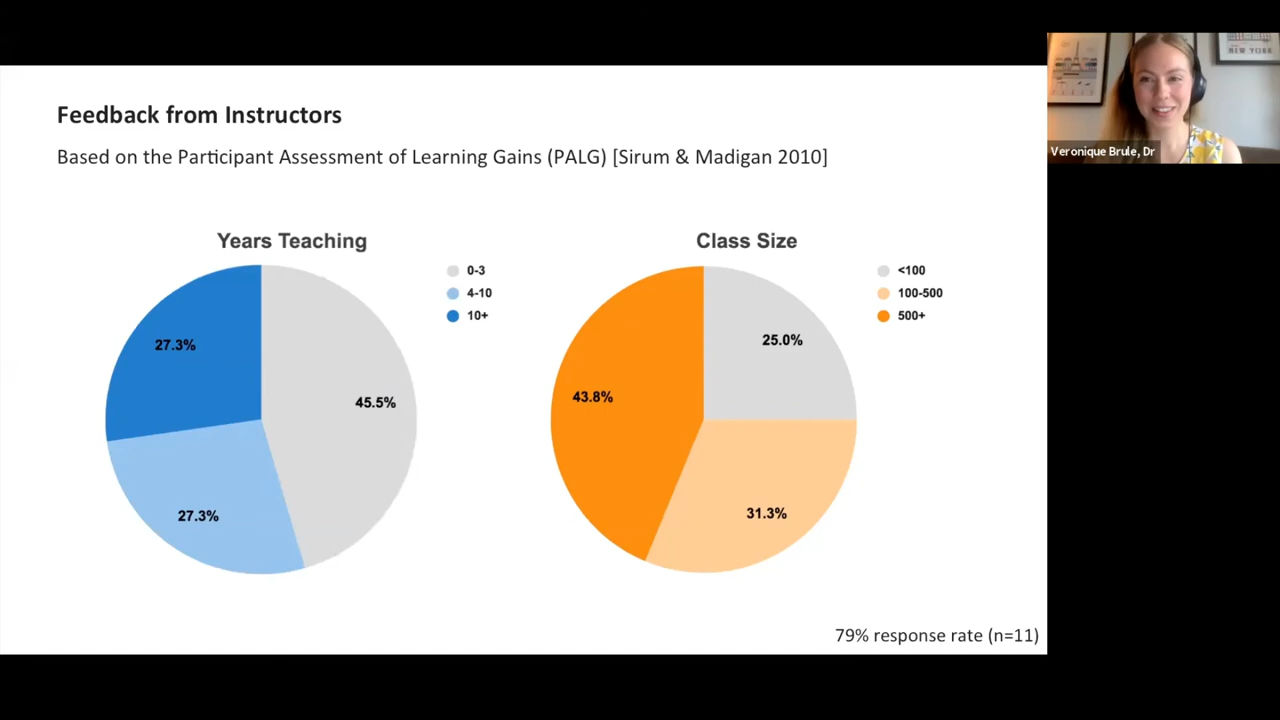 Feedback from Instructors
Based on the Participant Assessment of Learning Gains (PALG) [Sirum & Madigan 2010]
Years Teaching
0-3
4-10
10+
27.3%
45.5%
27.3%
Class Size
<100
100-500
500+
25.0%
43.8%
31.3%
79% response rate (n=11)
NEW YORK
Veronique Brule, Dr